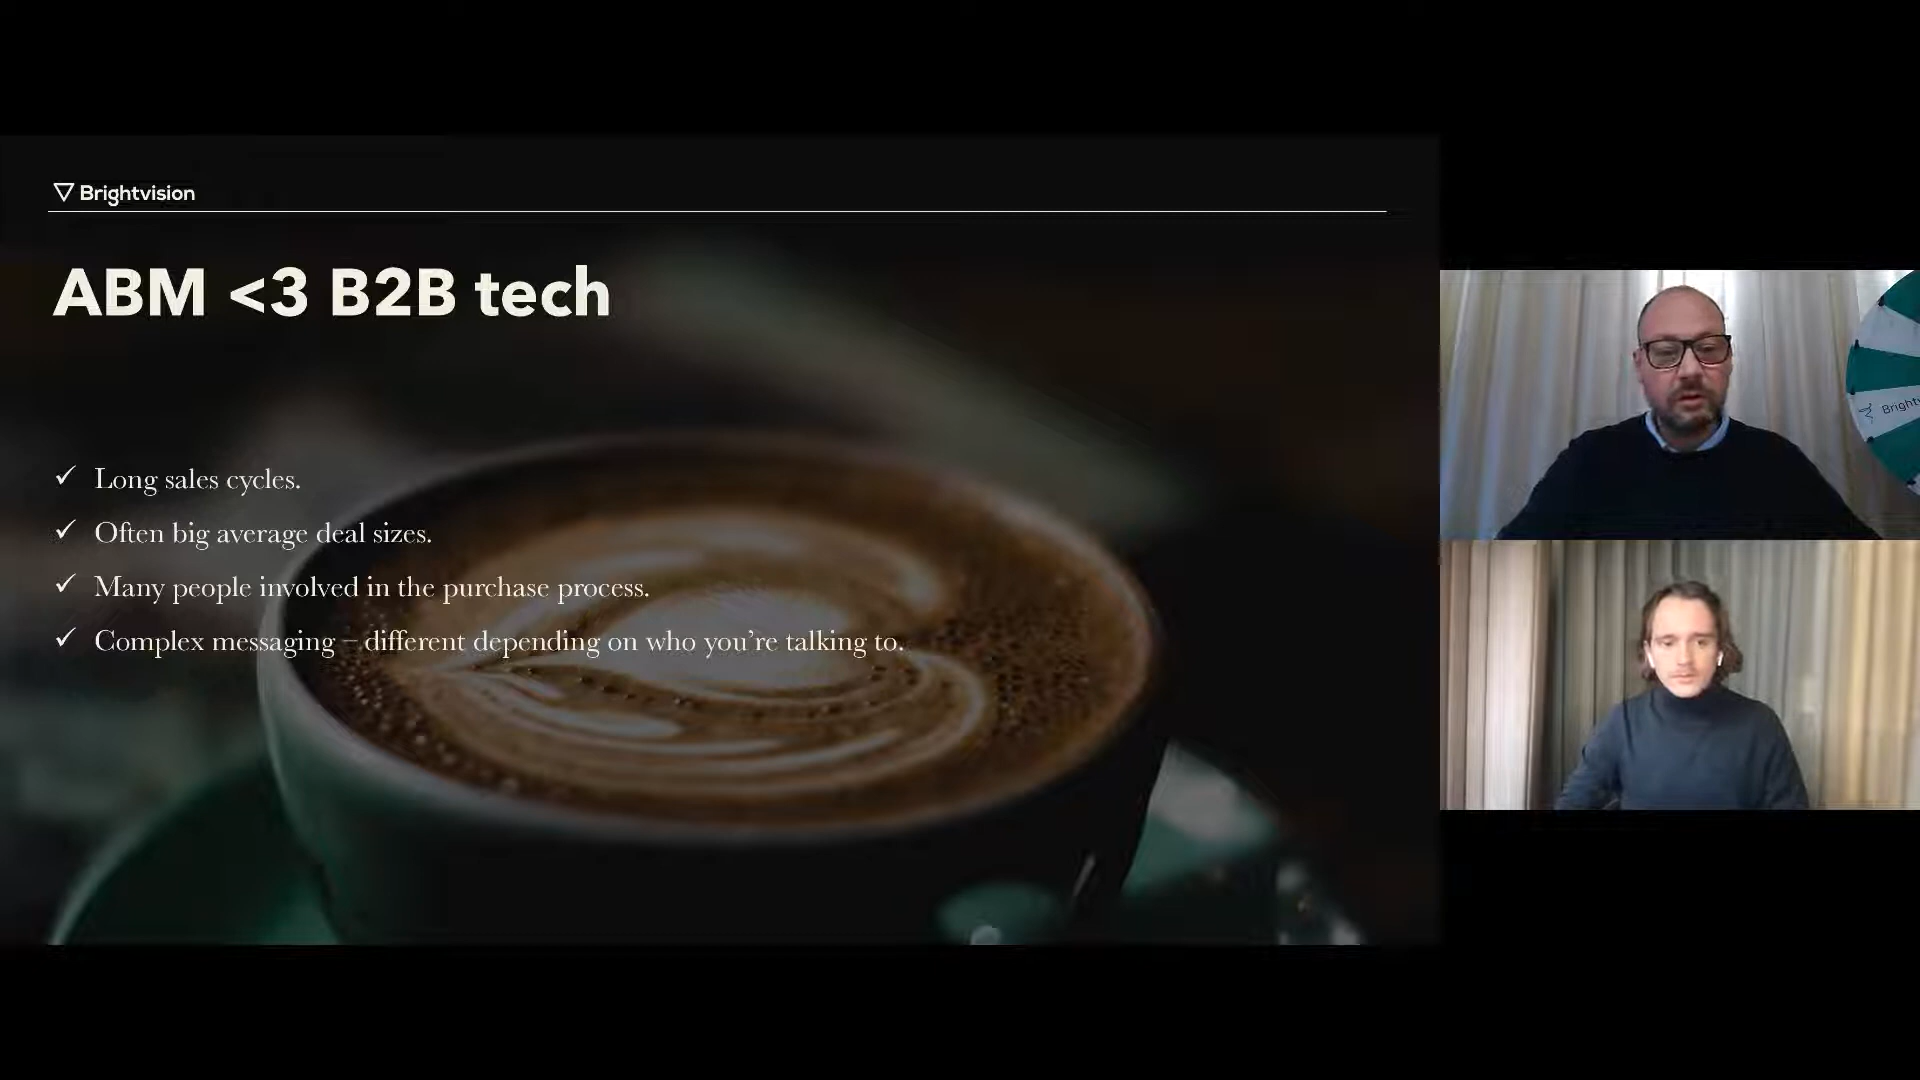 Brightvision
ABM <3 B2B tech
✓ Long sales cycles.
✓ Often big average deal sizes.
✓ Many people involved in the purchase process.
✓ Complex messaging – different depending on who you’re talking to.